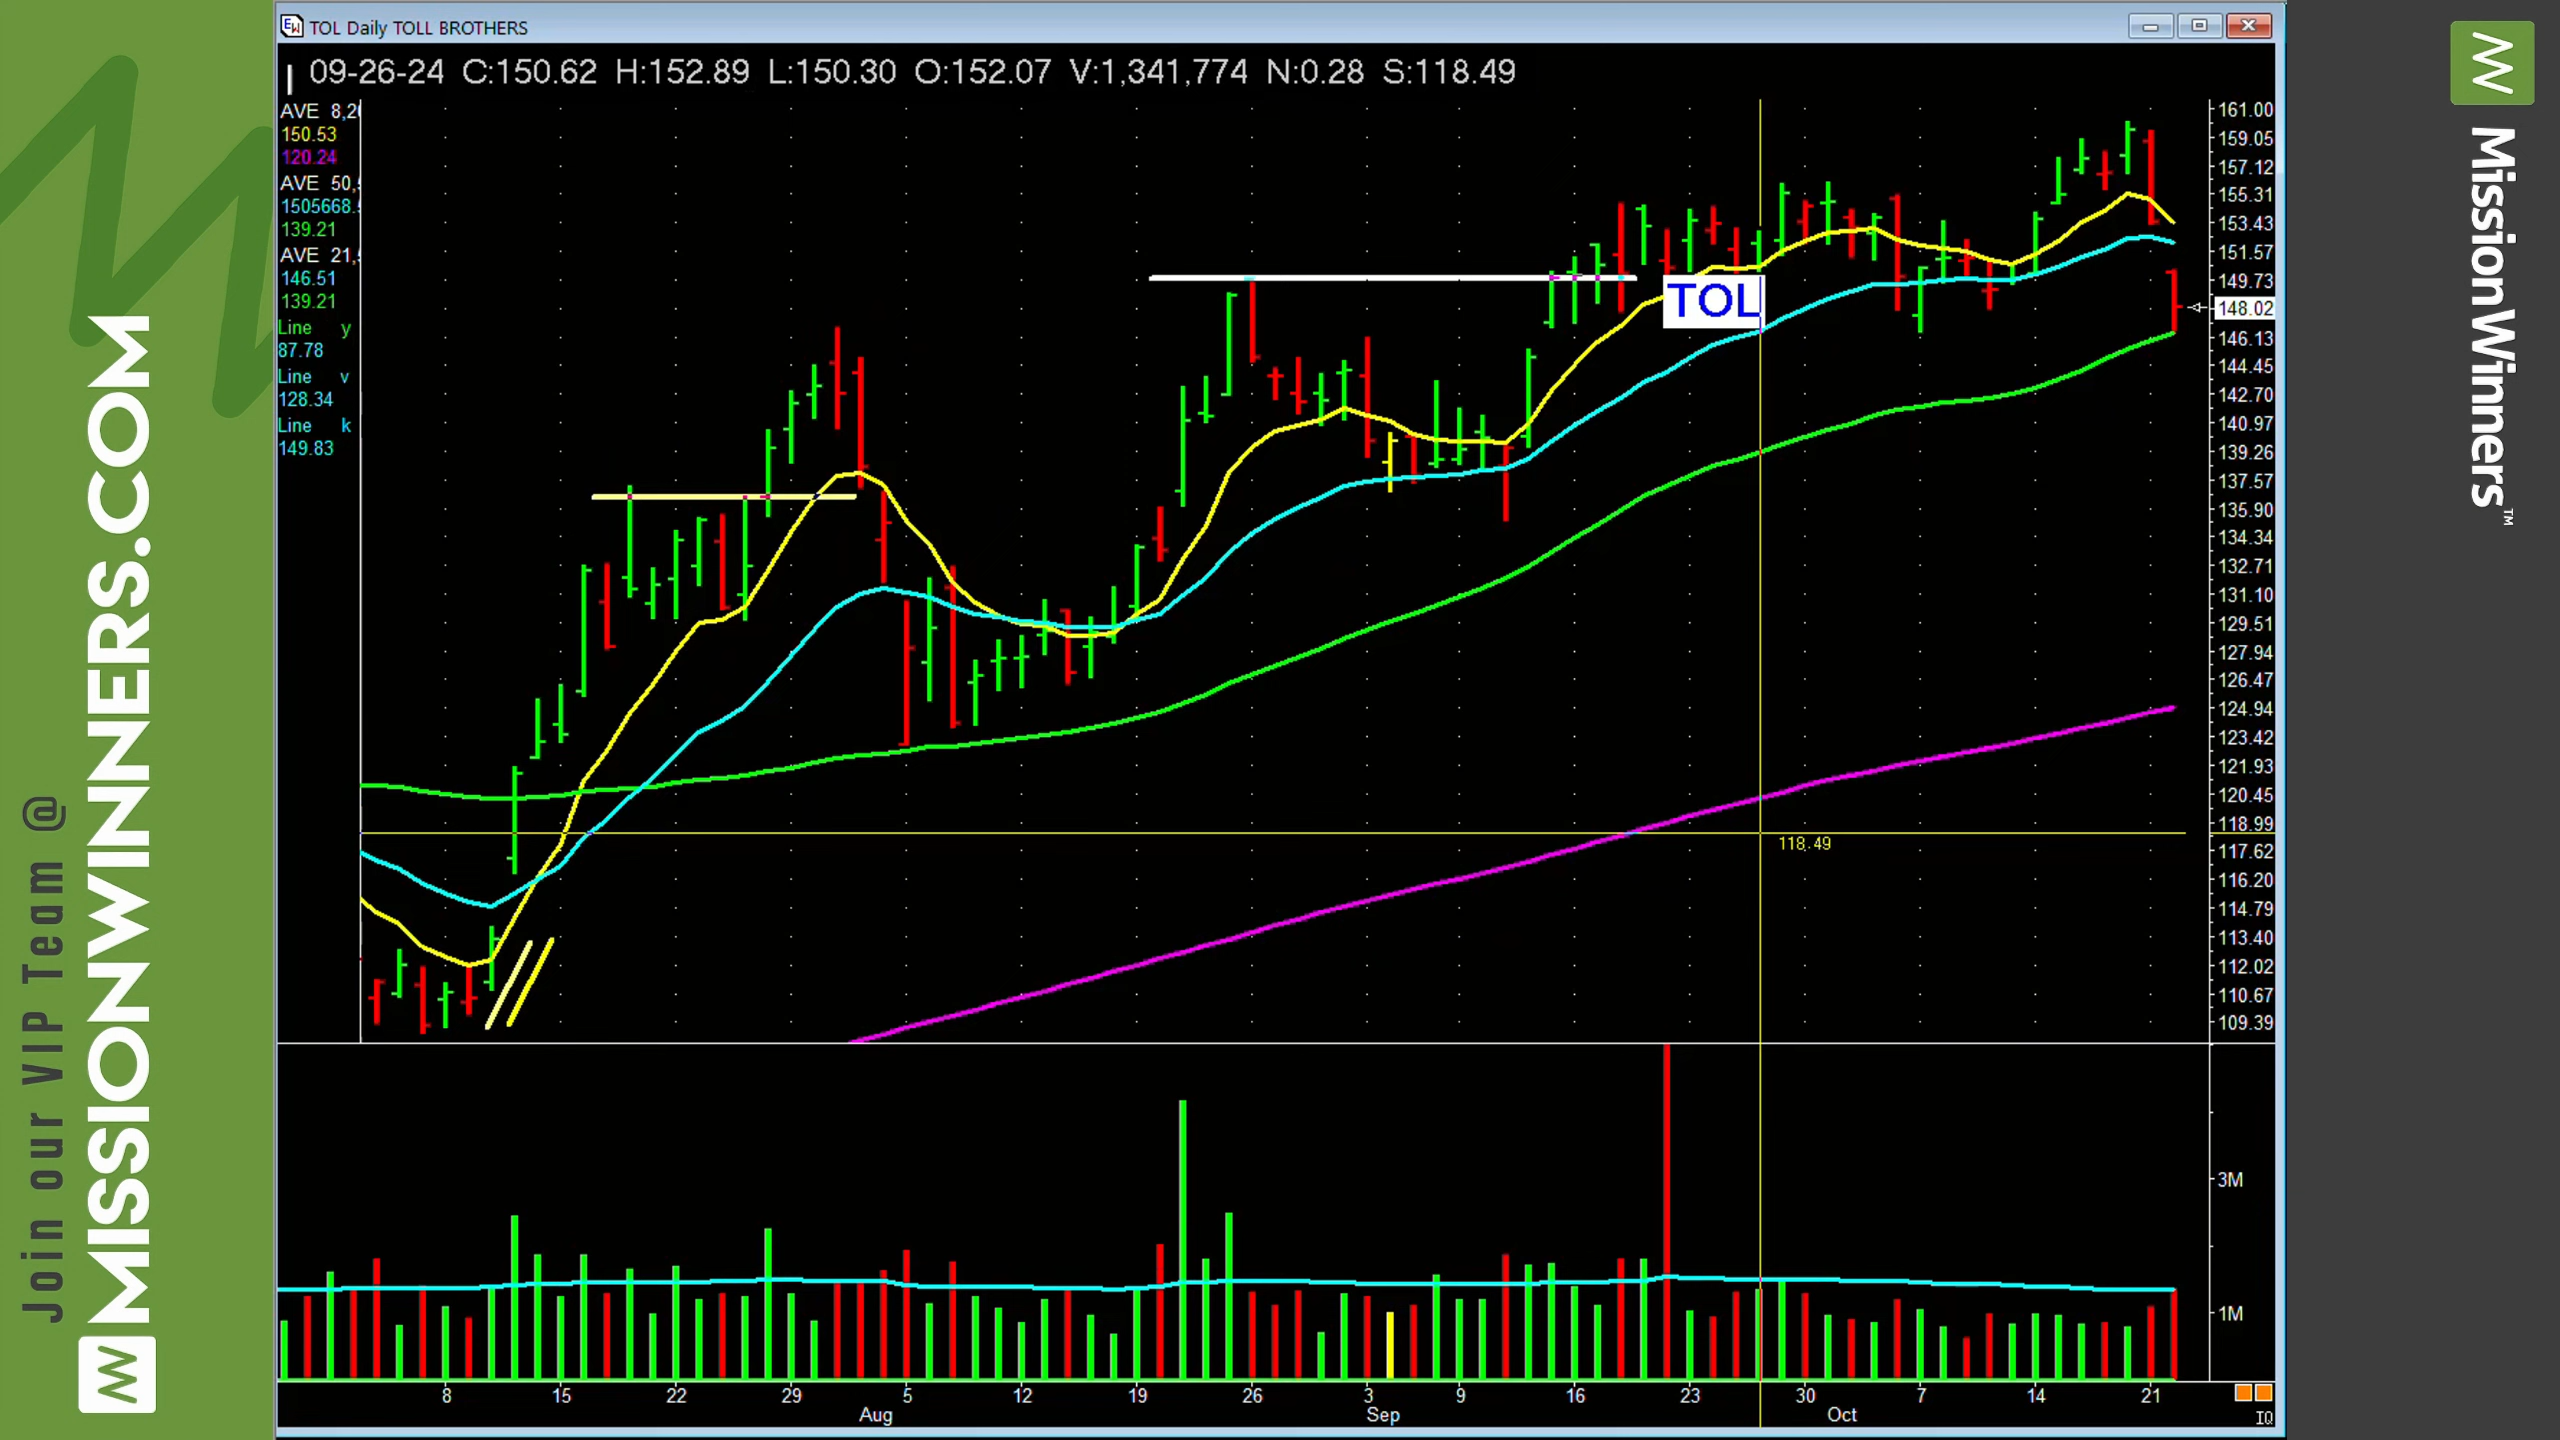 Join our VIP Team @
MISSIONWINNERS.COM
TOL Daily TOLL BROTHERS
09-26-24 C:150.62 H:152.89 L:150.30 O:152.07 V:1,341,774 N:0.28 S:118.49
AVE 8,20
150.53
120.24
AVE 50,
1505668.
139.21
AVE 21,
146.51
139.21
Line y
87.78
Line v
128.34
Line k
149.83
TOL
118.49
161.00
159.05
157.12
155.31
153.43
151.57
149.73
148.02
146.13
144.45
142.70
140.97
139.26
137.57
135.90
134.34
132.71
131.10
129.51
127.94
126.47
124.94
123.42
121.93
120.45
118.99
117.62
116.20
114.79
113.40
112.02
110.67
109.39
3M
1M
8 15 22 29 5 12 19 26 3 9 16 23 30 7 14 21
Aug Sep Oct
IQ
MissionWinners™